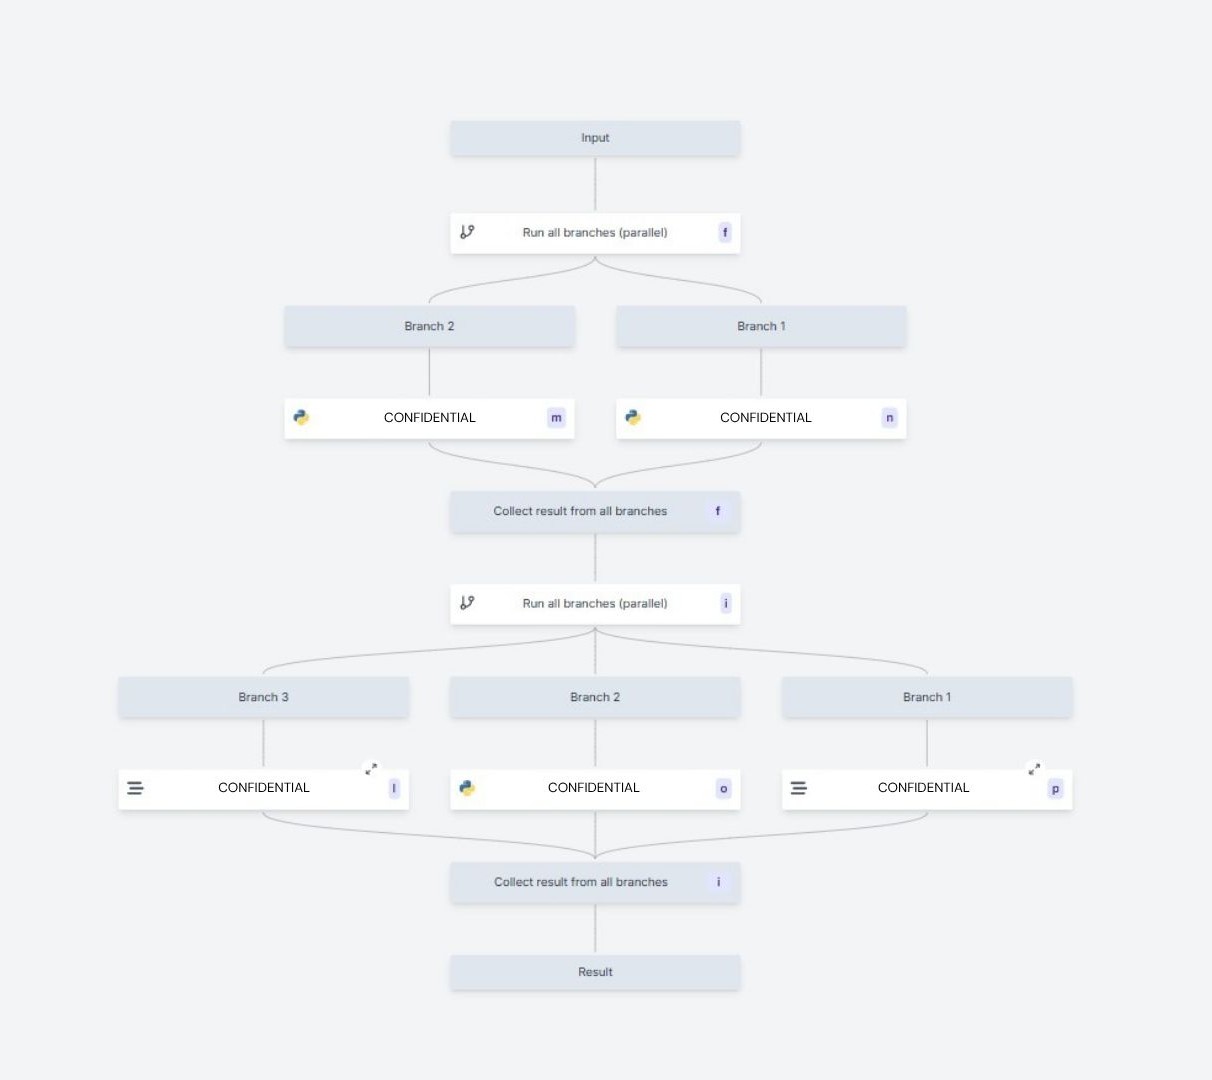 Input
Run all branches (parallel) f
Branch 2
Branch 1
CONFIDENTIAL m
CONFIDENTIAL n
Collect result from all branches f
Run all branches (parallel) i
Branch 3
Branch 2
Branch 1
CONFIDENTIAL l
CONFIDENTIAL o
CONFIDENTIAL p
Collect result from all branches i
Result